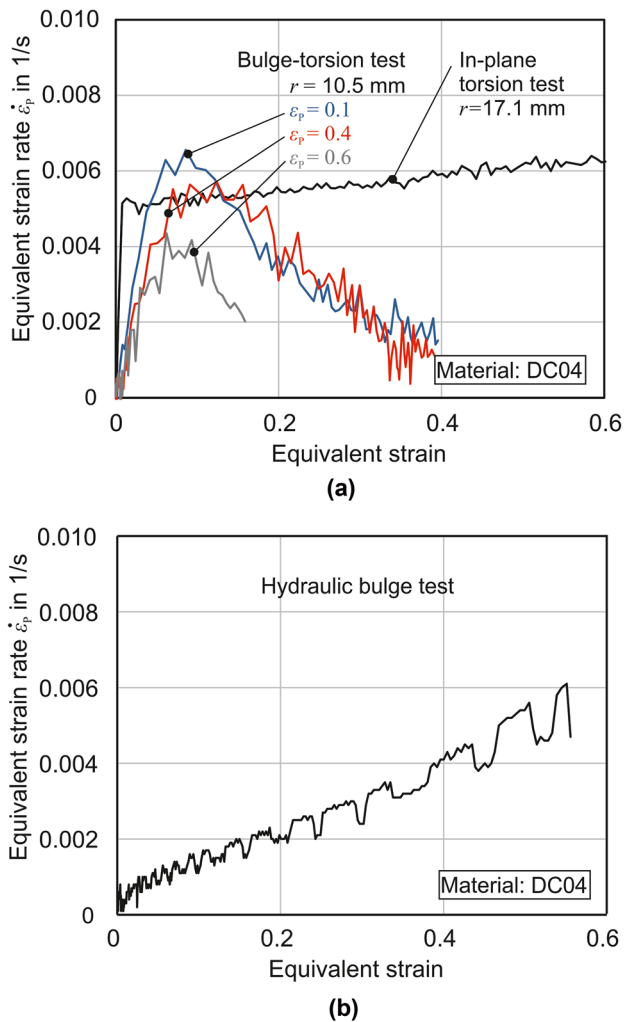 0.010
0.008
0.006
0.004
0.002
0
Equivalent strain rate ε̇ₚ in 1/s
Bulge-torsion test
r = 10.5 mm
εₚ = 0.1
εₚ = 0.4
εₚ = 0.6
In-plane
torsion test
r=17.1 mm
Material: DC04
0 0.2 0.4 0.6
Equivalent strain
(a)
0.010
0.008
0.006
0.004
0.002
0
Equivalent strain rate ε̇ₚ in 1/s
Hydraulic bulge test
Material: DC04
0 0.2 0.4 0.6
Equivalent strain
(b)